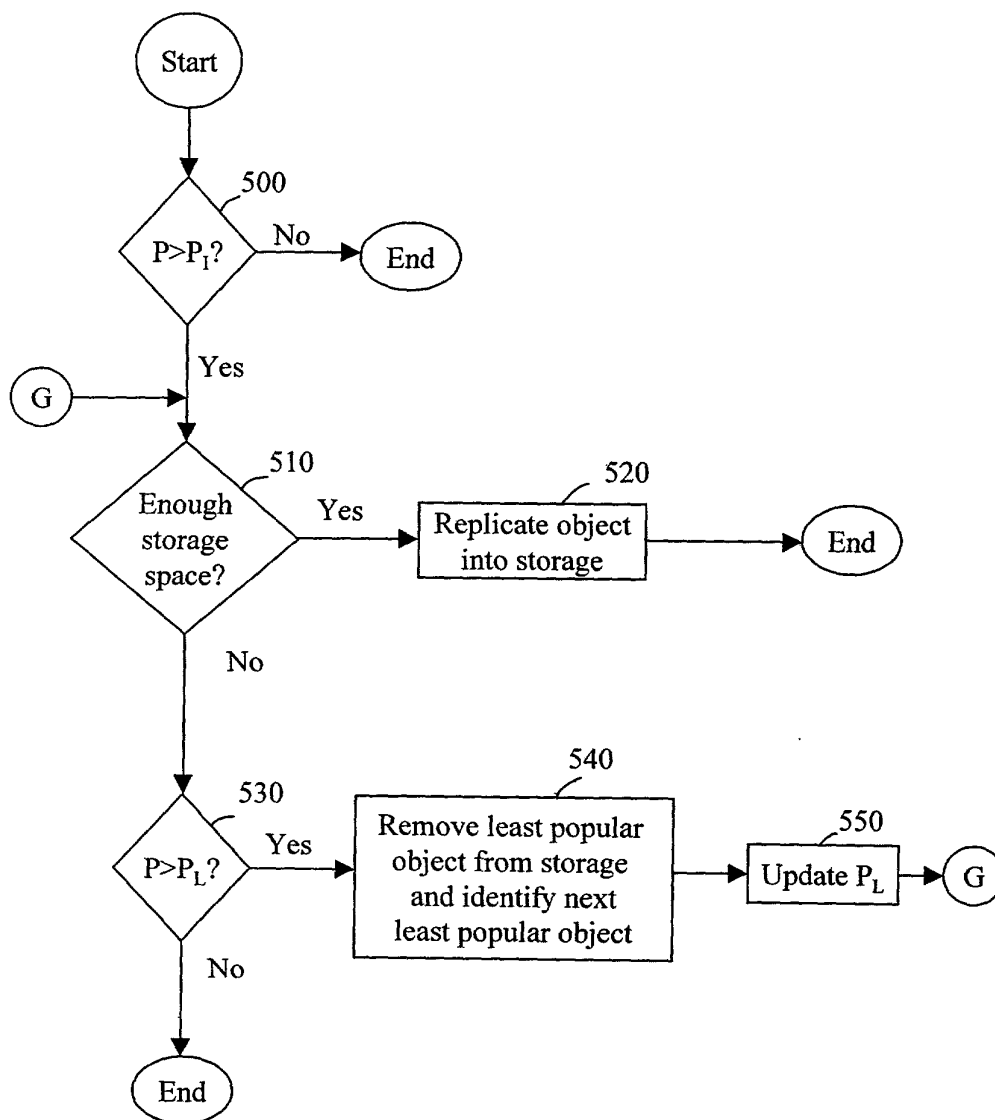 Start
500
P>P_I?
No
End
Yes
G
510
Enough
storage
space?
Yes
520
Replicate object
into storage
End
No
530
P>P_L?
Yes
540
Remove least popular
object from storage
and identify next
least popular object
550
Update P_L
G
No
End